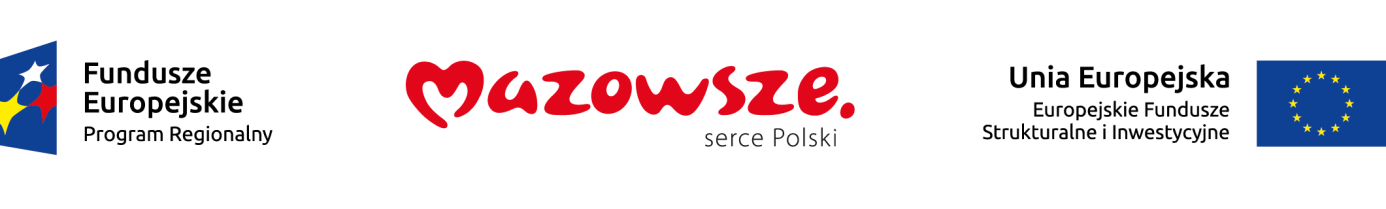 Fundusze
Europejskie
Program Regionalny
Mazowsze.
serce Polski
Unia Europejska
Europejskie Fundusze
Strukturalne i Inwestycyjne